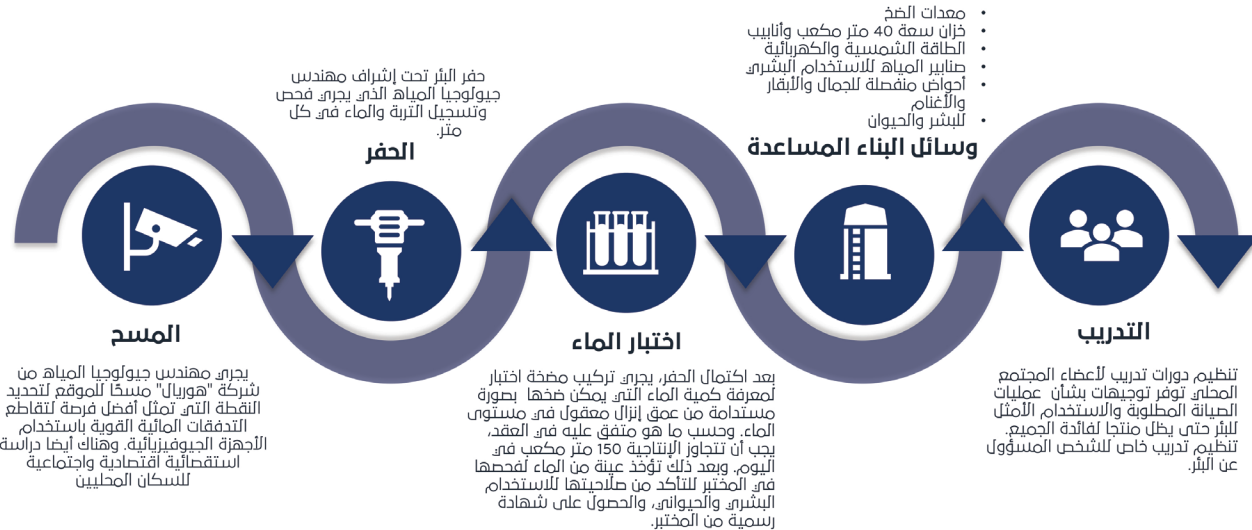 المسح
يجري مهندس جيولوجيا المياه من
شركة "هوريال" مسحًا للموقع لتحديد
النقطة التي تمثل أفضل فرصة لتقاطع
التدفقات المائية القوية باستخدام
الأجهزة الجيوفيزيائية. وهناك أيضا دراسة
استقصائية اقتصادية واجتماعية
للسكان المحليين
حفر البئر تحت إشراف مهندس
جيولوجيا المياه الذي يجري فحص
وتسجيل التربة والماء في كل
متر.
الحفر
اختبار الماء
بعد اكتمال الحفر، يجري تركيب مضخة اختبار
لمعرفة كمية الماء التي يمكن ضخها بصورة
مستدامة من عمق إنزال معقول في مستوى
الماء. وحسب ما هو متفق عليه في العقد،
يجب أن تتجاوز الإنتاجية 150 متر مكعب في
اليوم. وبعد ذلك تؤخذ عينة من الماء لفحصها
في المختبر للتأكد من صلاحيتها للاستخدام
البشري والحيواني، والحصول على شهادة
رسمية من المختبر.
• معدات الضخ
• خزان سعة 40 متر مكعب وأنابيب
• الطاقة الشمسية والكهربائية
• صنابير المياه للاستخدام البشري
• أحواض منفصلة للجمال والأبقار
والأغنام
• للبشر والحيوان
وسائل البناء المساعدة
التدريب
تنظيم دورات تدريب لأعضاء المجتمع
المحلي توفر توجيهات بشأن عمليات
الصيانة المطلوبة والاستخدام الأمثل
للبئر حتى يظل منتجا لفائدة الجميع.
تنظيم تدريب خاص للشخص المسؤول
عن البئر.